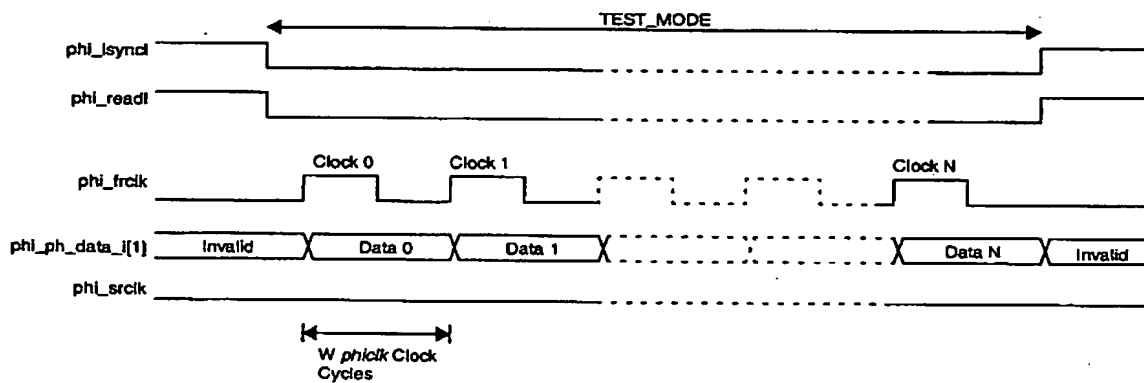 TEST_MODE
phi_lsyncl
phi_readl
Clock 0 Clock 1 Clock N
phi_frclk
phi_ph_data_i[1] Invalid Data 0 Data 1 Data N Invalid
phi_srclk
W phiclk Clock
Cycles